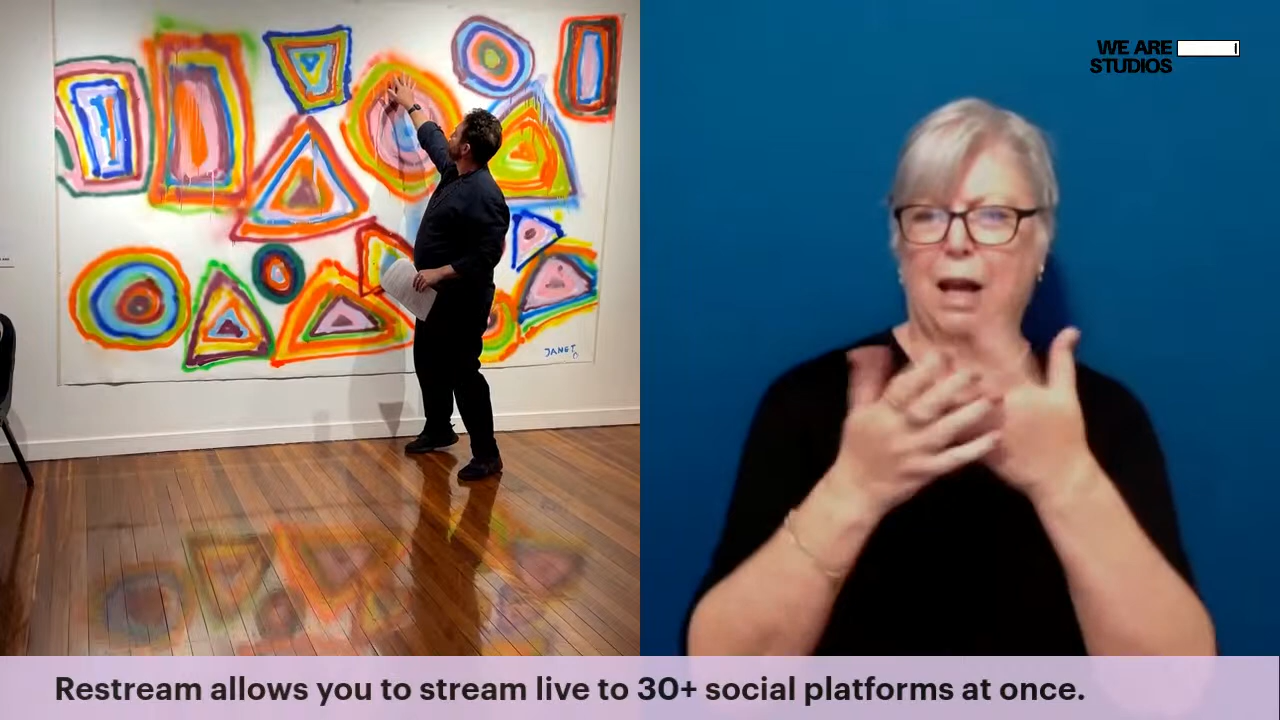 WE ARE
STUDIOS
JANET
Restream allows you to stream live to 30+ social platforms at once.